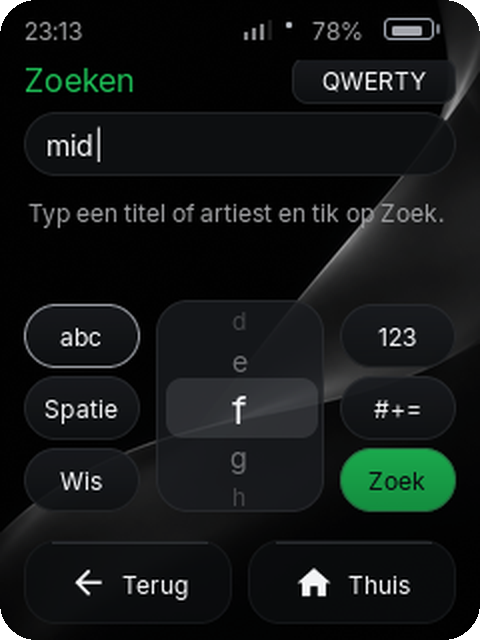 23:13 78%
Zoeken QWERTY
mid
Typ een titel of artiest en tik op Zoek.
d
abc 123
e
Spatie f #+=
g
Wis Zoek
h
Terug Thuis